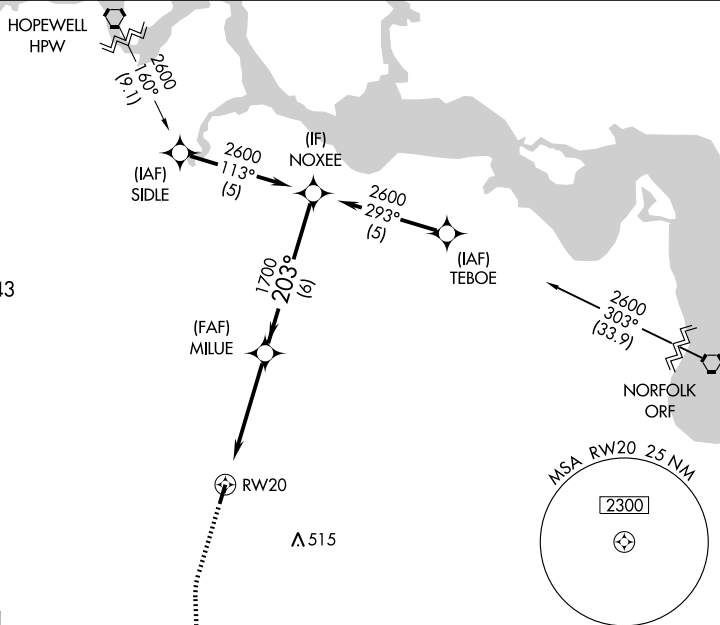 HOPEWELL
HPW
2600
160°
(9.1)
(IAF)
SIDLE
2600
113°
(5)
(IF)
NOXEE
2600
293°
(5)
(IAF)
TEBOE
1700
203°
(6)
43
(FAF)
MILUE
2600
303°
(33.9)
NORFOLK
ORF
RW20
515
MSA RW20 25 NM
2300